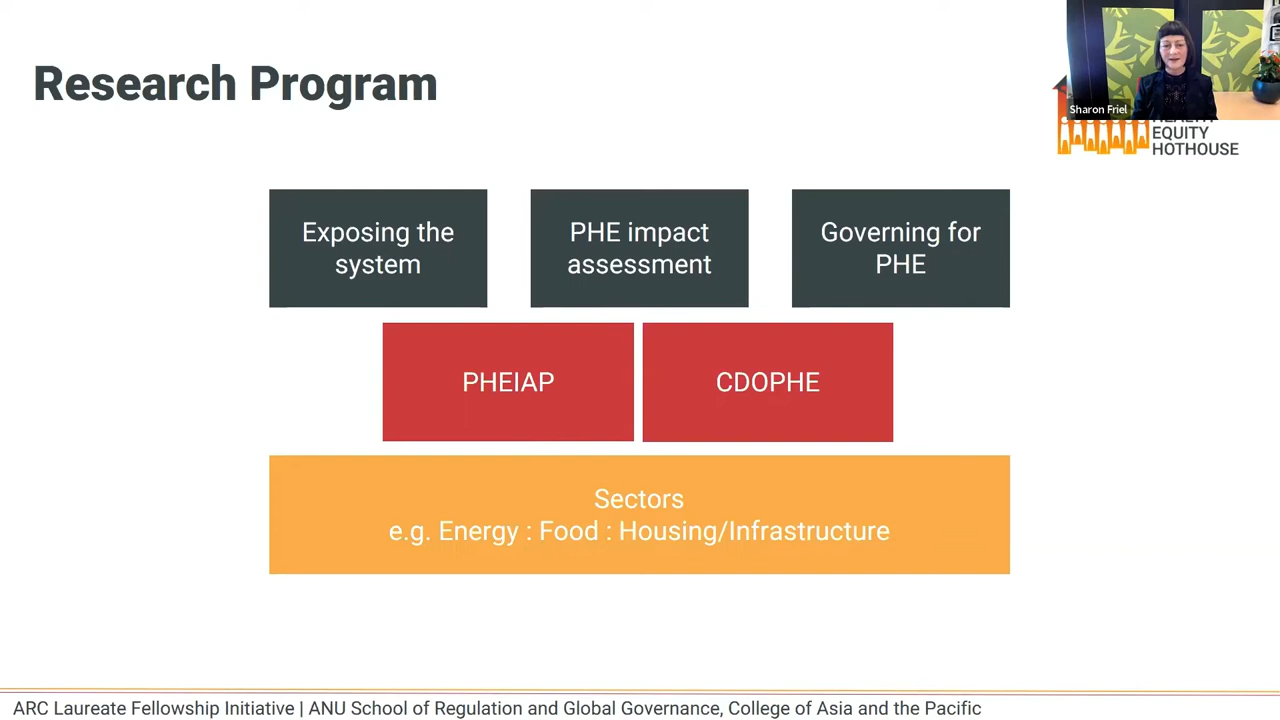 Research Program
Sharon Friel
EQUITY
HOTHOUSE
Exposing the
system
PHE impact
assessment
Governing for
PHE
PHEIAP
CDOPHE
Sectors
e.g. Energy : Food : Housing/Infrastructure
ARC Laureate Fellowship Initiative | ANU School of Regulation and Global Governance, College of Asia and the Pacific